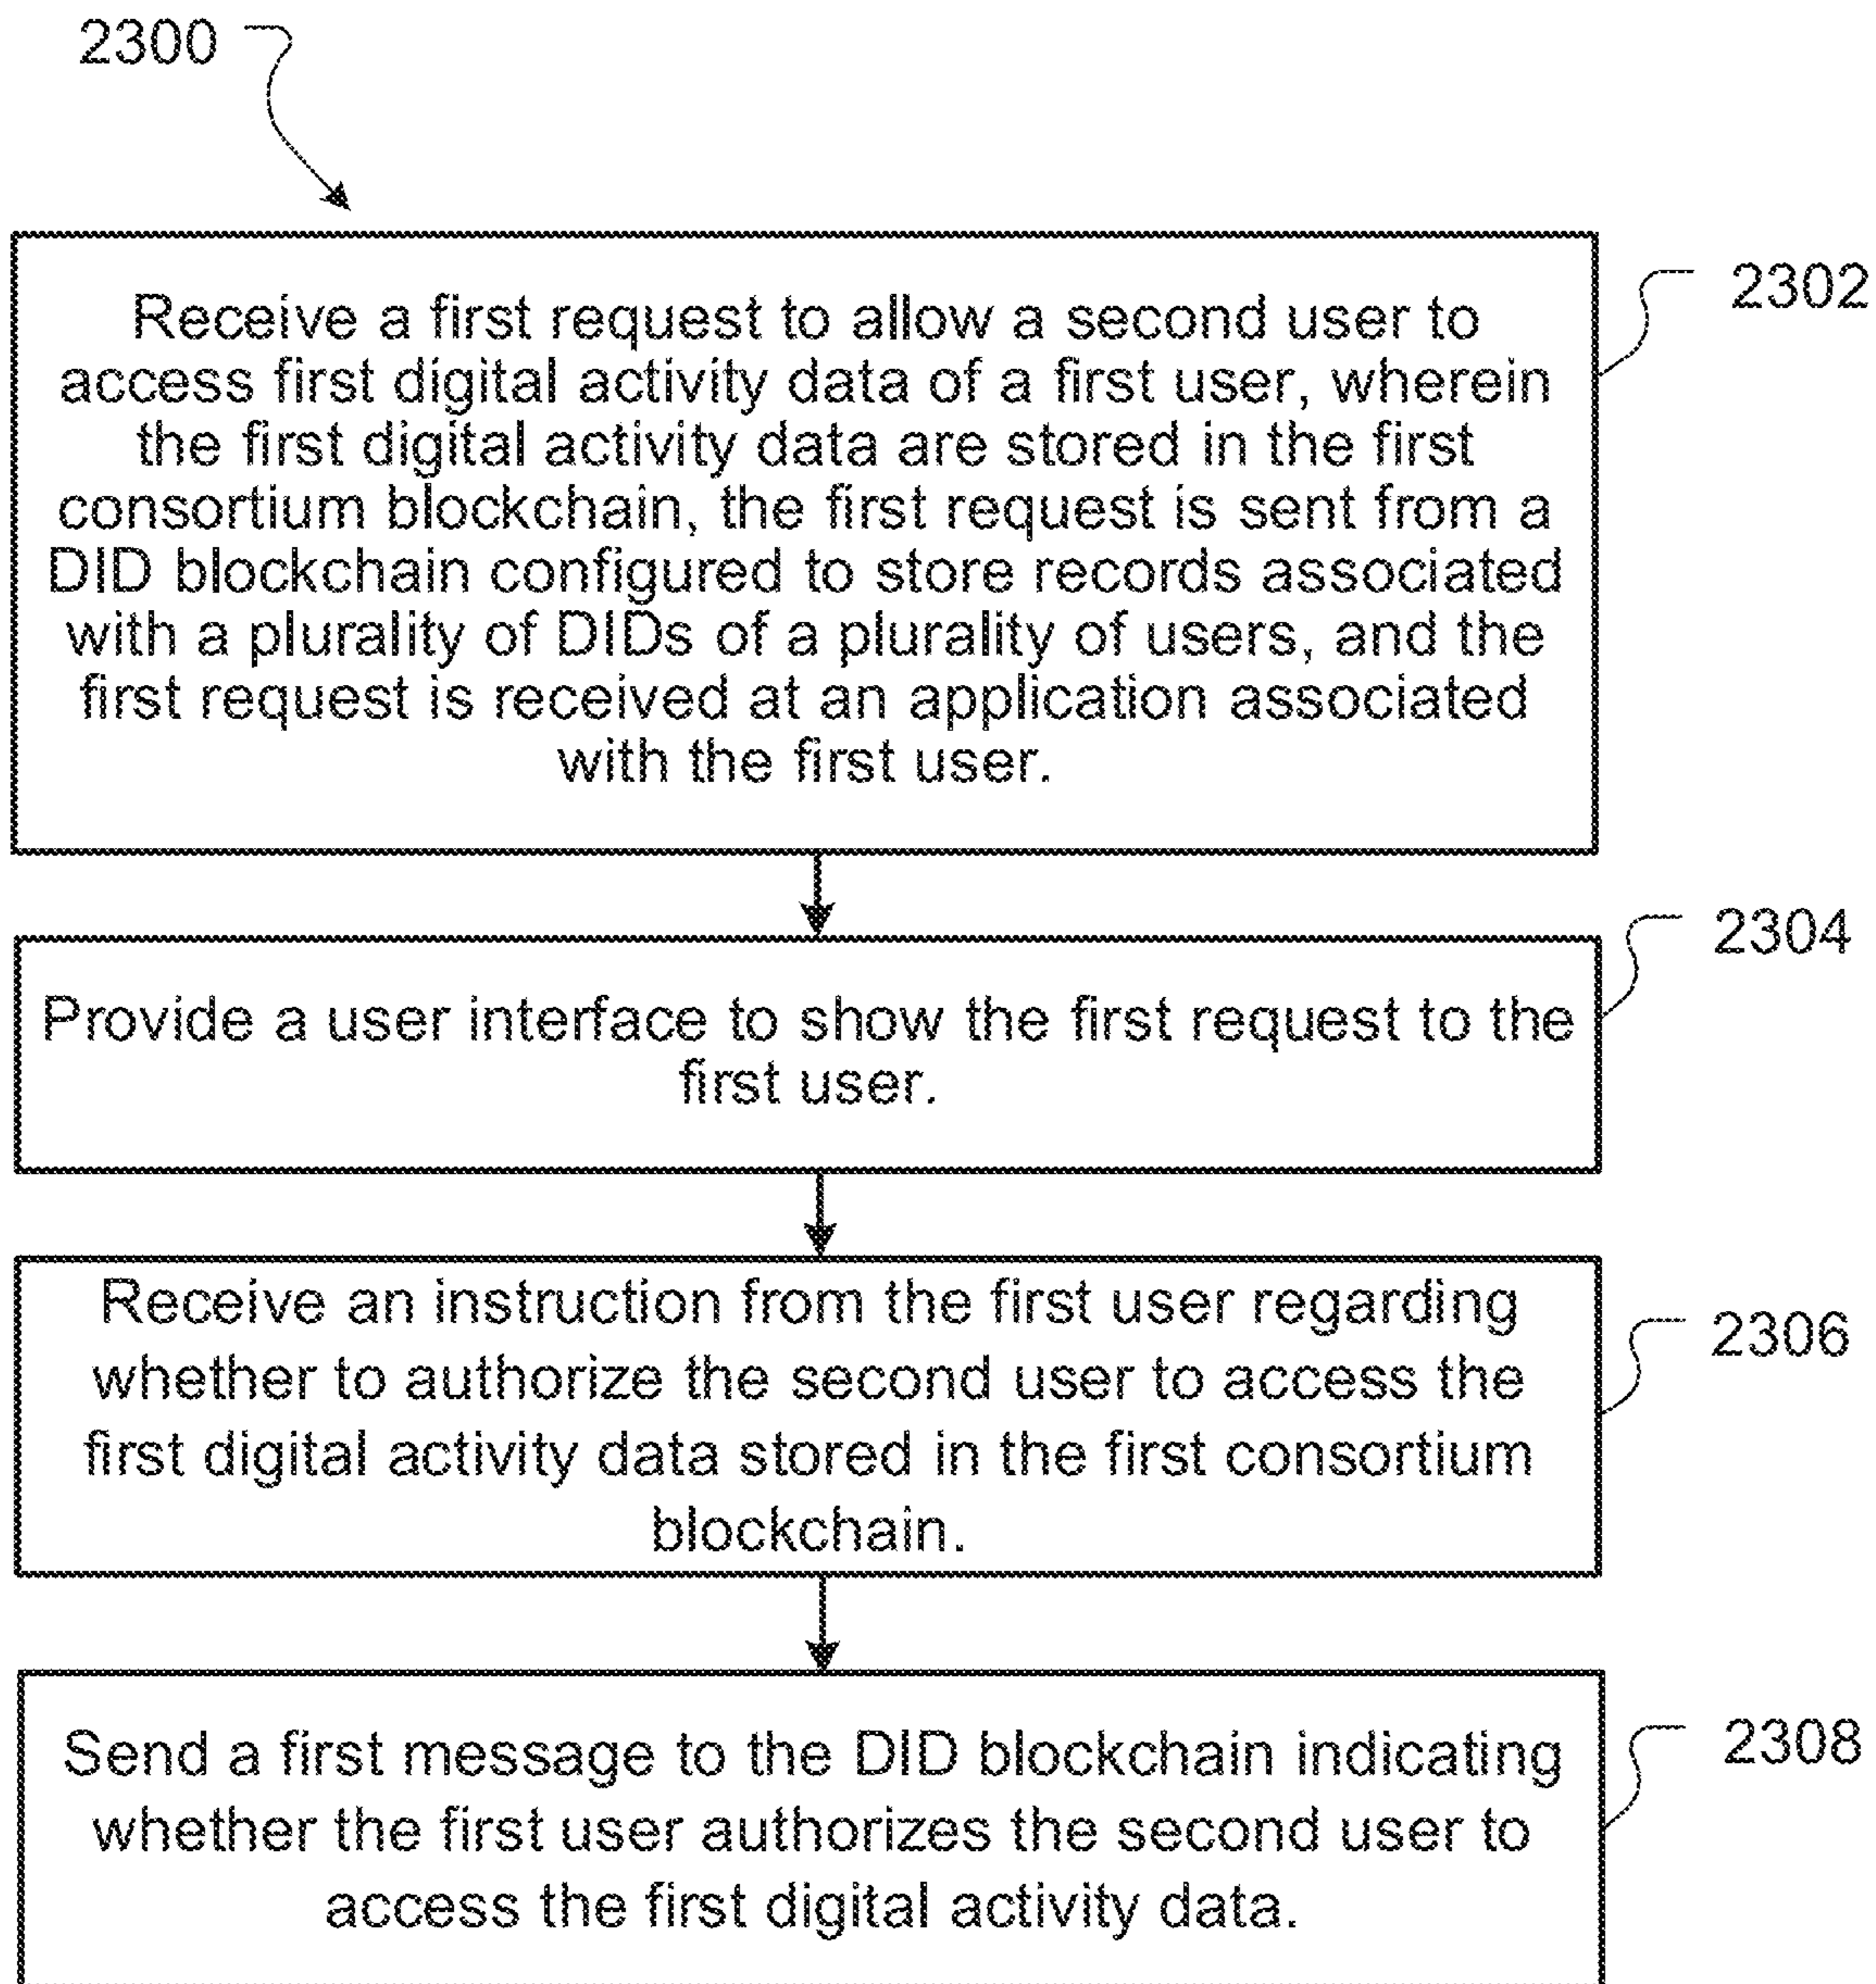 2300
Receive a first request to allow a second user to
access first digital activity data of a first user, wherein
the first digital activity data are stored in the first
consortium blockchain, the first request is sent from a
DID blockchain configured to store records associated
with a plurality of DIDs of a plurality of users, and the
first request is received at an application associated
with the first user.
2302
Provide a user interface to show the first request to the
first user.
2304
Receive an instruction from the first user regarding
whether to authorize the second user to access the
first digital activity data stored in the first consortium
blockchain.
2306
Send a first message to the DID blockchain indicating
whether the first user authorizes the second user to
access the first digital activity data.
2308